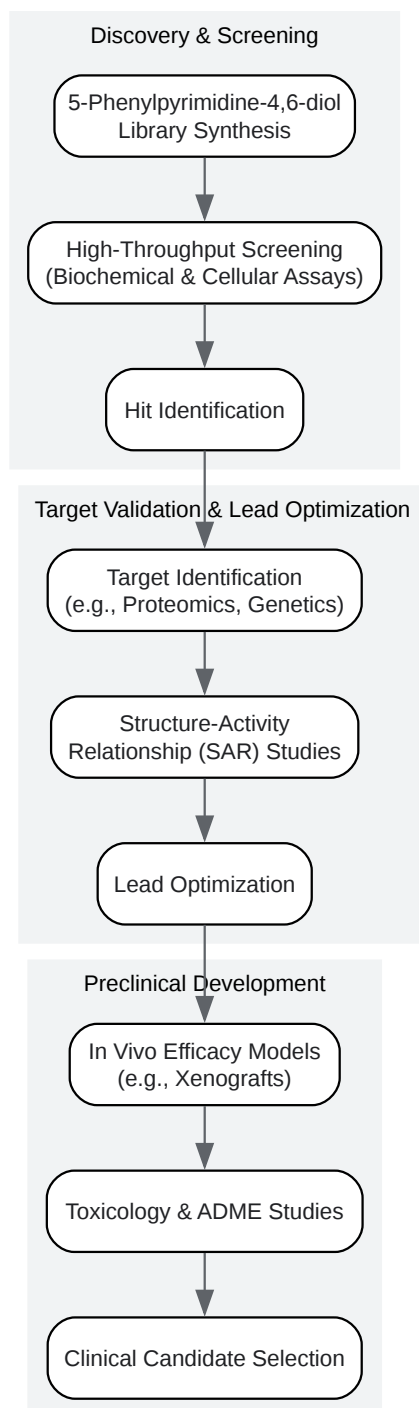 Discovery & Screening
5-Phenylpyrimidine-4,6-diol
Library Synthesis
High-Throughput Screening
(Biochemical & Cellular Assays)
Hit Identification
Target Validation & Lead Optimization
Target Identification
(e.g., Proteomics, Genetics)
Structure-Activity
Relationship (SAR) Studies
Lead Optimization
Preclinical Development
In Vivo Efficacy Models
(e.g., Xenografts)
Toxicology & ADME Studies
Clinical Candidate Selection